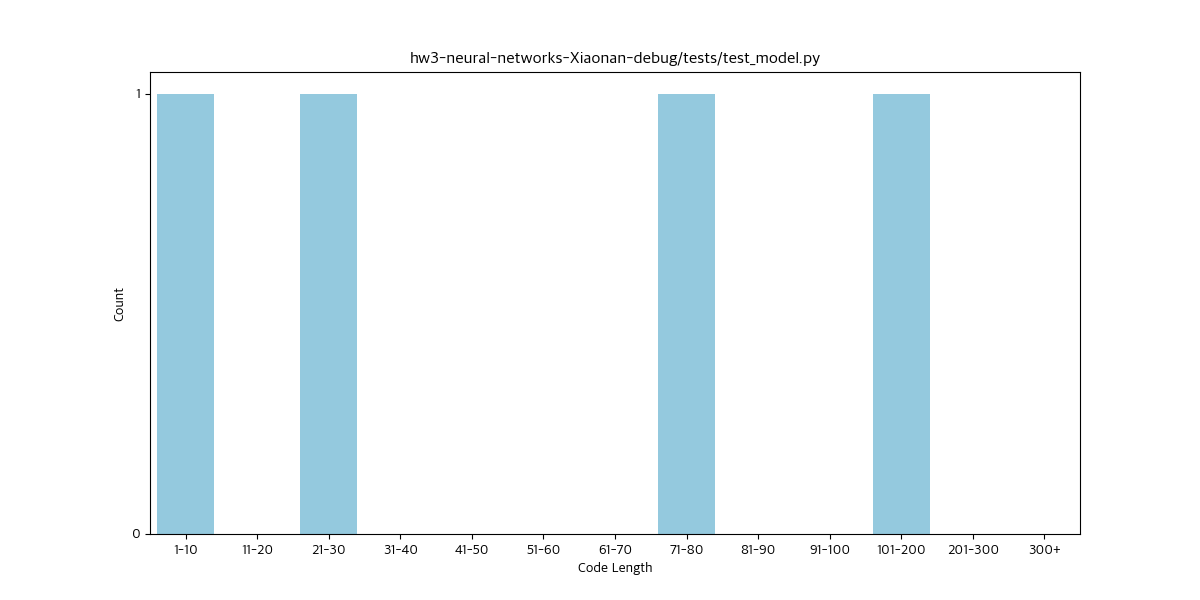 hw3-neural-networks-Xiaonan-debug/tests/test_model.py
1
Count
0
1-10 11-20 21-30 31-40 41-50 51-60 61-70 71-80 81-90 91-100 101-200 201-300 300+
Code Length